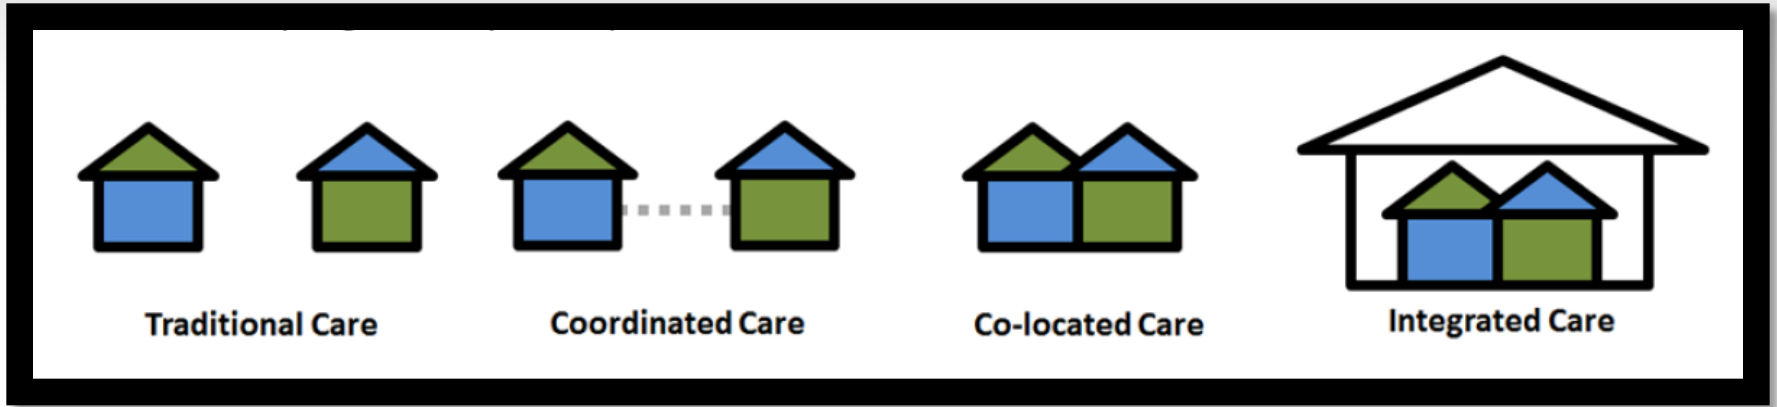 Traditional Care
Coordinated Care
Co-located Care
Integrated Care